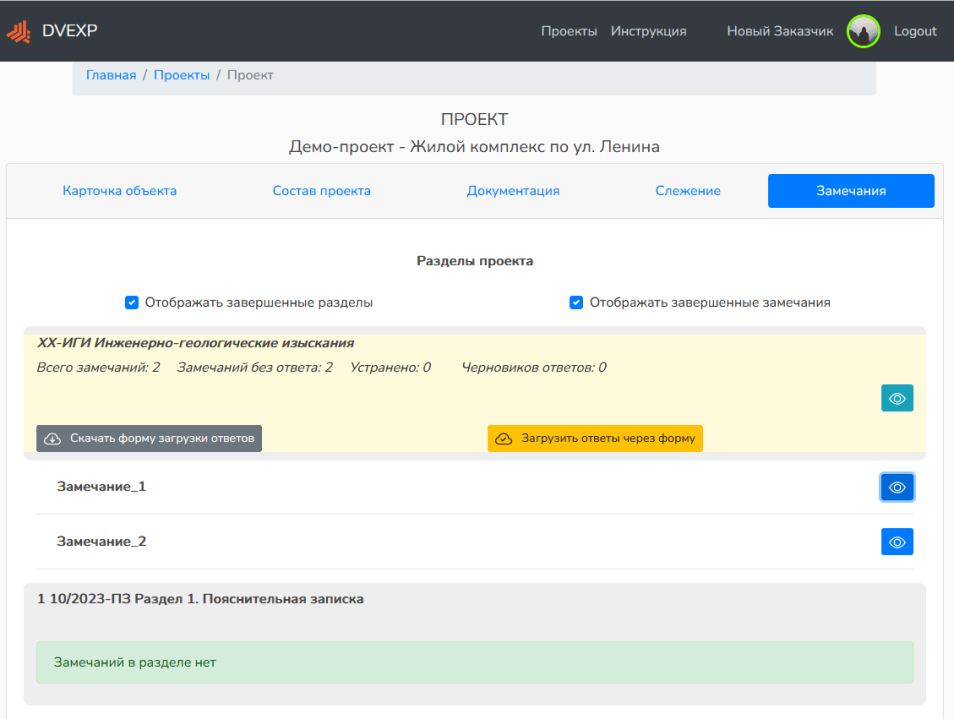 DVEXP Проекты Инструкция Новый Заказчик Logout
Главная / Проекты / Проект
ПРОЕКТ
Демо-проект - Жилой комплекс по ул. Ленина
Карточка объекта Состав проекта Документация Слежение Замечания
Разделы проекта
Отображать завершенные разделы Отображать завершенные замечания
ХХ-ИГИ Инженерно-геологические изыскания
Всего замечаний: 2 Замечаний без ответа: 2 Устранено: 0 Черновиков ответов: 0
Скачать форму загрузки ответов Загрузить ответы через форму
Замечание_1
Замечание_2
1 10/2023-ПЗ Раздел 1. Пояснительная записка
Замечаний в разделе нет